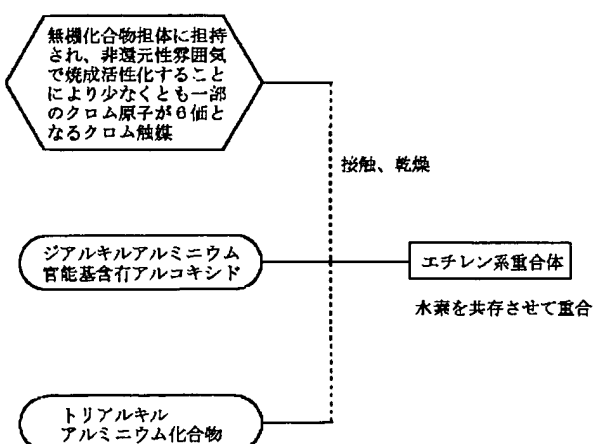 無機化合物担体に担持
され、非還元性雰囲気
で焼成活性化すること
により少なくとも一部
のクロム原子が6価と
なるクロム触媒
接触、乾燥
ジアルキルアルミニウム
官能基含有アルコキシド
エチレン系重合体
水素を共存させて重合
トリアルキル
アルミニウム化合物